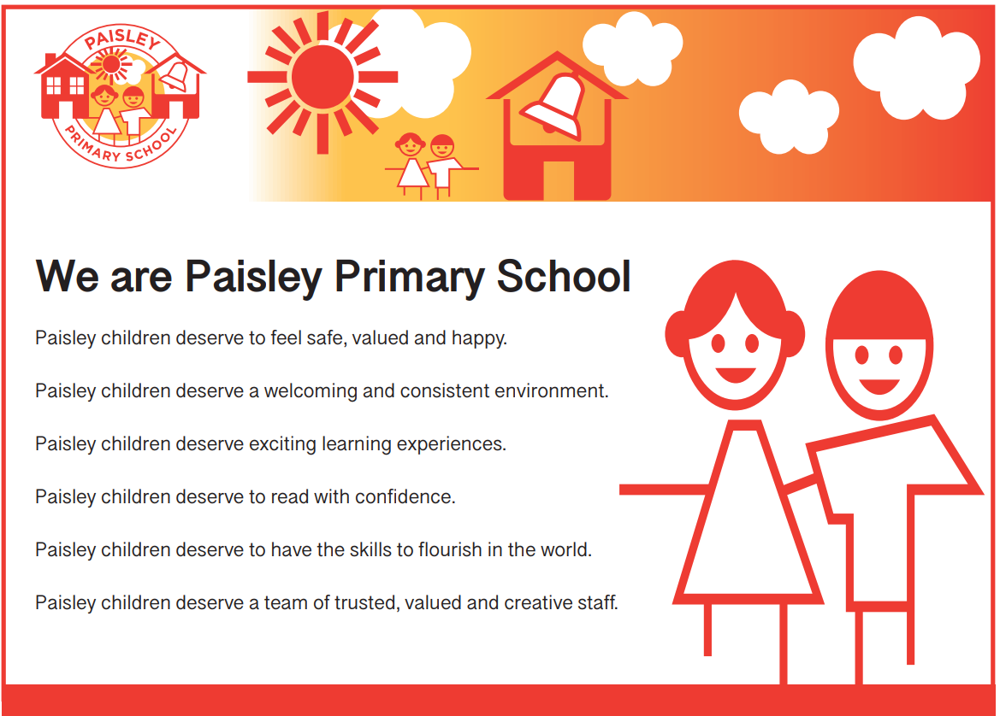 PAISLEY
PRIMARY SCHOOL
We are Paisley Primary School
Paisley children deserve to feel safe, valued and happy.
Paisley children deserve a welcoming and consistent environment.
Paisley children deserve exciting learning experiences.
Paisley children deserve to read with confidence.
Paisley children deserve to have the skills to flourish in the world.
Paisley children deserve a team of trusted, valued and creative staff.